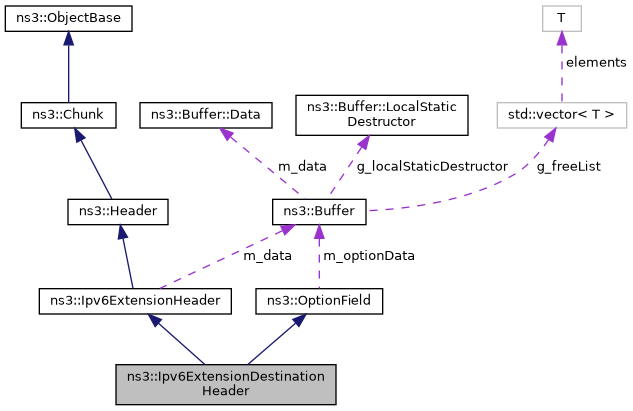 ns3::ObjectBase
T
elements
ns3::Chunk
ns3::Buffer::Data
ns3::Buffer::LocalStatic
Destructor
std::vector< T >
m_data
g_localStaticDestructor
g_freeList
ns3::Header
ns3::Buffer
m_data
m_optionData
ns3::Ipv6ExtensionHeader
ns3::OptionField
ns3::Ipv6ExtensionDestination
Header